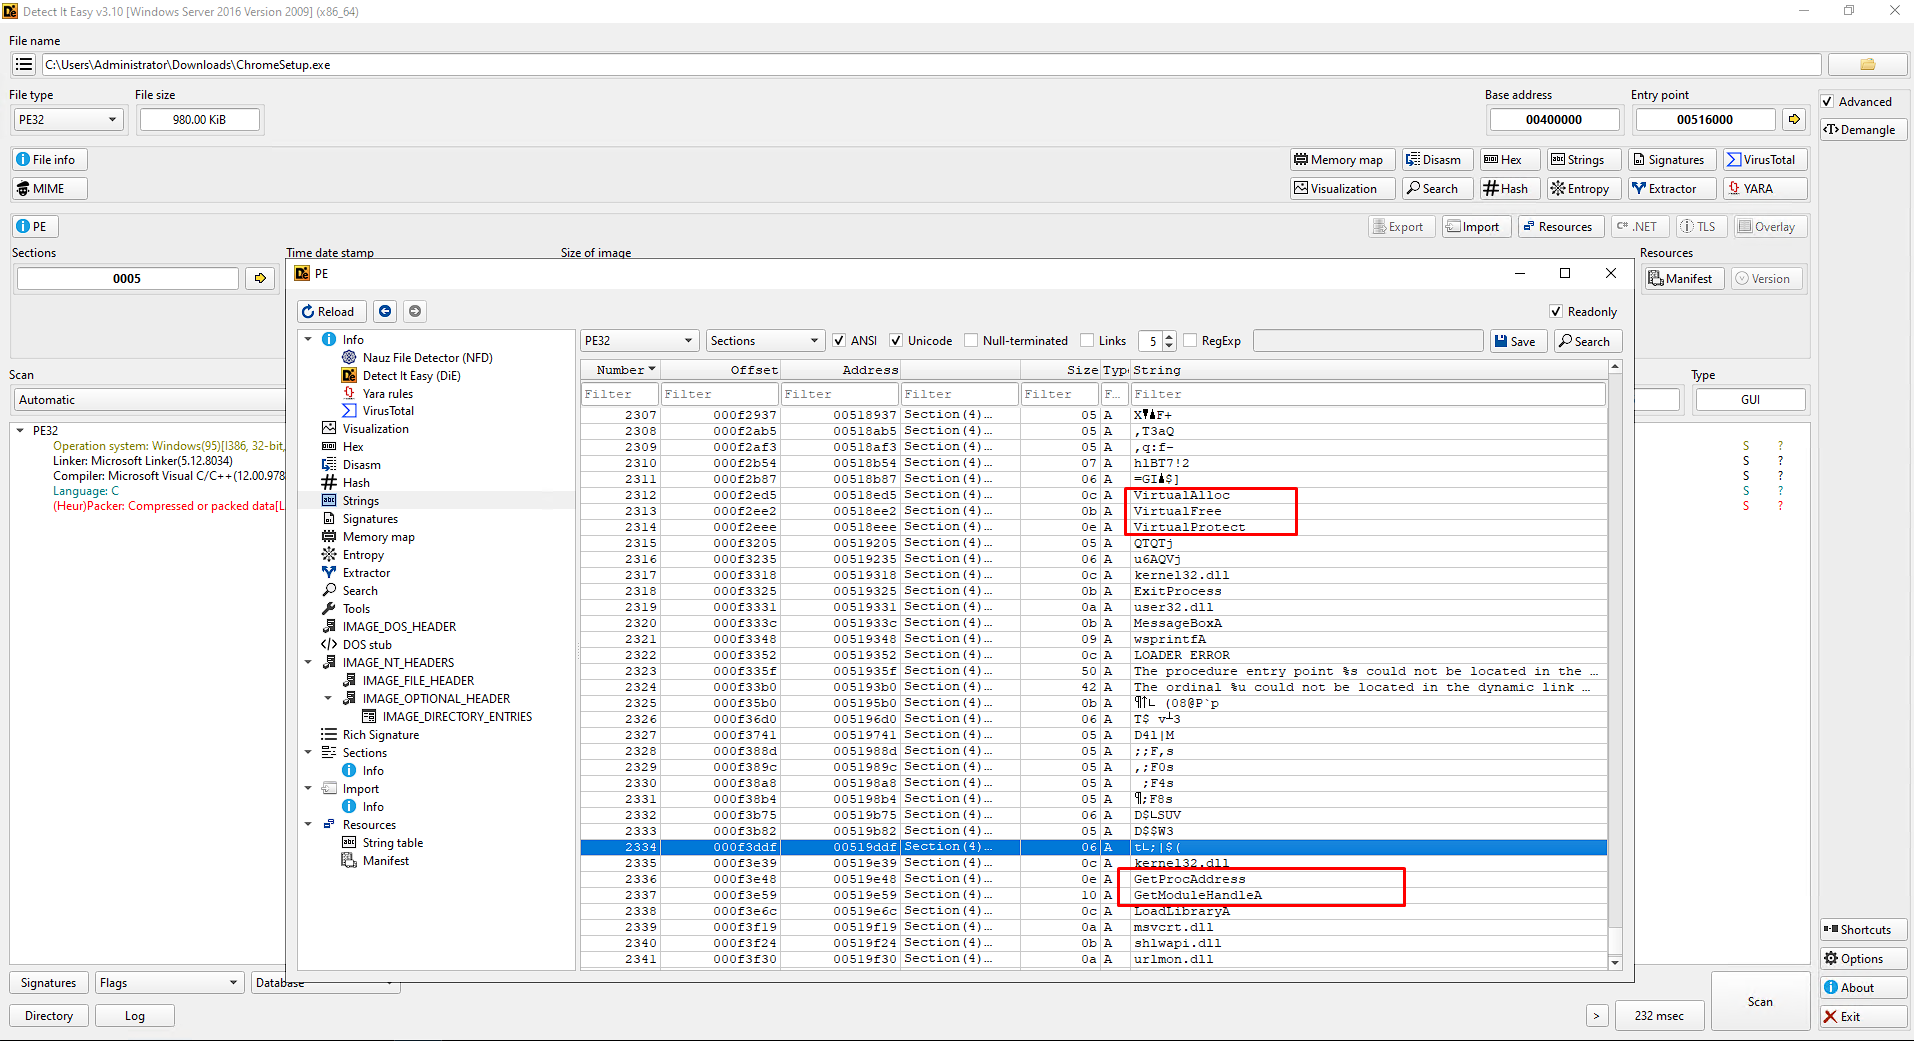 Detect It Easy v3.10 [Windows Server 2016 Version 2009] (x86_64)
File name
C:\Users\Administrator\Downloads\ChromeSetup.exe
File type
File size
Base address
Entry point
Advanced
PE32
980.00 KiB
00400000
00516000
Demangle
File info
Memory map
Disasm
Hex
Strings
Signatures
VirusTotal
MIME
Visualization
Search
Hash
Entropy
Extractor
YARA
PE
Export
Import
Resources
.NET
TLS
Overlay
Sections
Time date stamp
Size of image
Resources
0005
Manifest
Version
PE
Reload
Readonly
Scan
Automatic
Type
GUI
PE32
Operation system: Windows(95)[I386, 32-bit,
Linker: Microsoft Linker(5.12.8034)
Compiler: Microsoft Visual C/C++(12.00.978
Language: C
(Heur)Packer: Compressed or packed data[L
S ?
S ?
S ?
S ?
S ?
Info
Nauz File Detector (NFD)
Detect It Easy (DiE)
Yara rules
VirusTotal
Visualization
Hex
Disasm
Hash
Strings
Signatures
Memory map
Entropy
Extractor
Search
Tools
IMAGE_DOS_HEADER
DOS stub
IMAGE_NT_HEADERS
IMAGE_FILE_HEADER
IMAGE_OPTIONAL_HEADER
IMAGE_DIRECTORY_ENTRIES
Rich Signature
Sections
Info
Import
Info
Resources
String table
Manifest
PE32
Sections
ANSI
Unicode
Null-terminated
Links
5
RegExp
Save
Search
Number Offset Address Size Type String
Filter Filter Filter Filter Filter F... Filter
2307 000f2937 00518937 Section(4)... 05 A
2308 000f2ab5 00518ab5 Section(4)... 05 A ,T3aQ
2309 000f2af3 00518af3 Section(4)... 05 A ,q:f-
2310 000f2b54 00518b54 Section(4)... 07 A hlBT7!2
2311 000f2b87 00518b87 Section(4)... 06 A
2312 000f2ed5 00518ed5 Section(4)... 0c A VirtualAlloc
2313 000f2ee2 00518ee2 Section(4)... 0b A VirtualFree
2314 000f2eee 00518eee Section(4)... 0e A VirtualProtect
2315 000f3205 00519205 Section(4)... 05 A QTQTj
2316 000f3235 00519235 Section(4)... 06 A u6AQVj
2317 000f3318 00519318 Section(4)... 0c A kernel32.dll
2318 000f3325 00519325 Section(4)... 0b A ExitProcess
2319 000f3331 00519331 Section(4)... 0a A user32.dll
2320 000f333c 0051933c Section(4)... 0b A MessageBoxA
2321 000f3348 00519348 Section(4)... 09 A wsprintfA
2322 000f3352 00519352 Section(4)... 0c A LOADER ERROR
2323 000f335f 0051935f Section(4)... 50 A The procedure entry point %s could not be located in the ...
2324 000f33b0 005193b0 Section(4)... 42 A The ordinal %u could not be located in the dynamic link ...
2325 000f35b0 005195b0 Section(4)... 0b A ¶↑∟ (08@P`p
2326 000f36d0 005196d0 Section(4)... 06 A T$ v┴3
2327 000f3741 00519741 Section(4)... 05 A D4l|M
2328 000f388d 0051988d Section(4)... 05 A ;;F,s
2329 000f389c 0051989c Section(4)... 05 A ,;F0s
2330 000f38a8 005198a8 Section(4)... 05 A ;F4s
2331 000f38b4 005198b4 Section(4)... 05 A ¶;F8s
2332 000f3b75 00519b75 Section(4)... 06 A D$∟SUV
2333 000f3b82 00519b82 Section(4)... 05 A D$$W3
2334 000f3ddf 00519ddf Section(4)... 06 A t∟;|$(
2335 000f3e39 00519e39 Section(4)... 0c A kernel32.dll
2336 000f3e48 00519e48 Section(4)... 0e A GetProcAddress
2337 000f3e59 00519e59 Section(4)... 10 A GetModuleHandleA
2338 000f3e6c 00519e6c Section(4)... 0c A LoadLibraryA
2339 000f3f19 00519f19 Section(4)... 0a A msvcrt.dll
2340 000f3f24 00519f24 Section(4)... 0b A shlwapi.dll
2341 000f3f30 00519f30 Section(4)... 0a A urlmon.dll
Signatures
Flags
Database
Directory
Log
>
232 msec
Scan
Shortcuts
Options
About
Exit